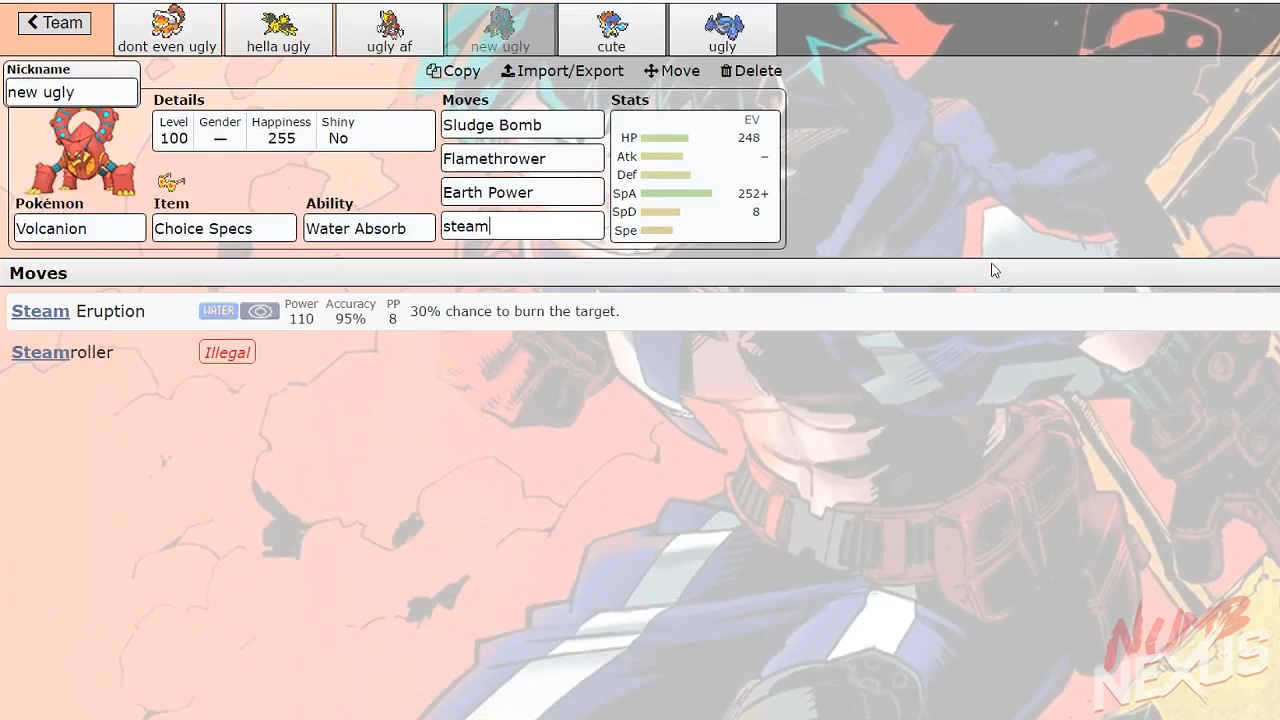 Team
dont even ugly
hella ugly
ugly af
new ugly
cute
ugly
Copy
Import/Export
Move
Delete
Nickname
new ugly
Details
Level
100
Gender
—
Happiness
255
Shiny
No
Pokémon
Volcanion
Item
Choice Specs
Ability
Water Absorb
Moves
Sludge Bomb
Flamethrower
Earth Power
steam
Stats
EV
HP 248
Atk –
Def
SpA 252+
SpD 8
Spe
Moves
Steam Eruption WATER Power 110 Accuracy 95% PP 8 30% chance to burn the target.
Steamroller Illegal
NUMB
NEXUS